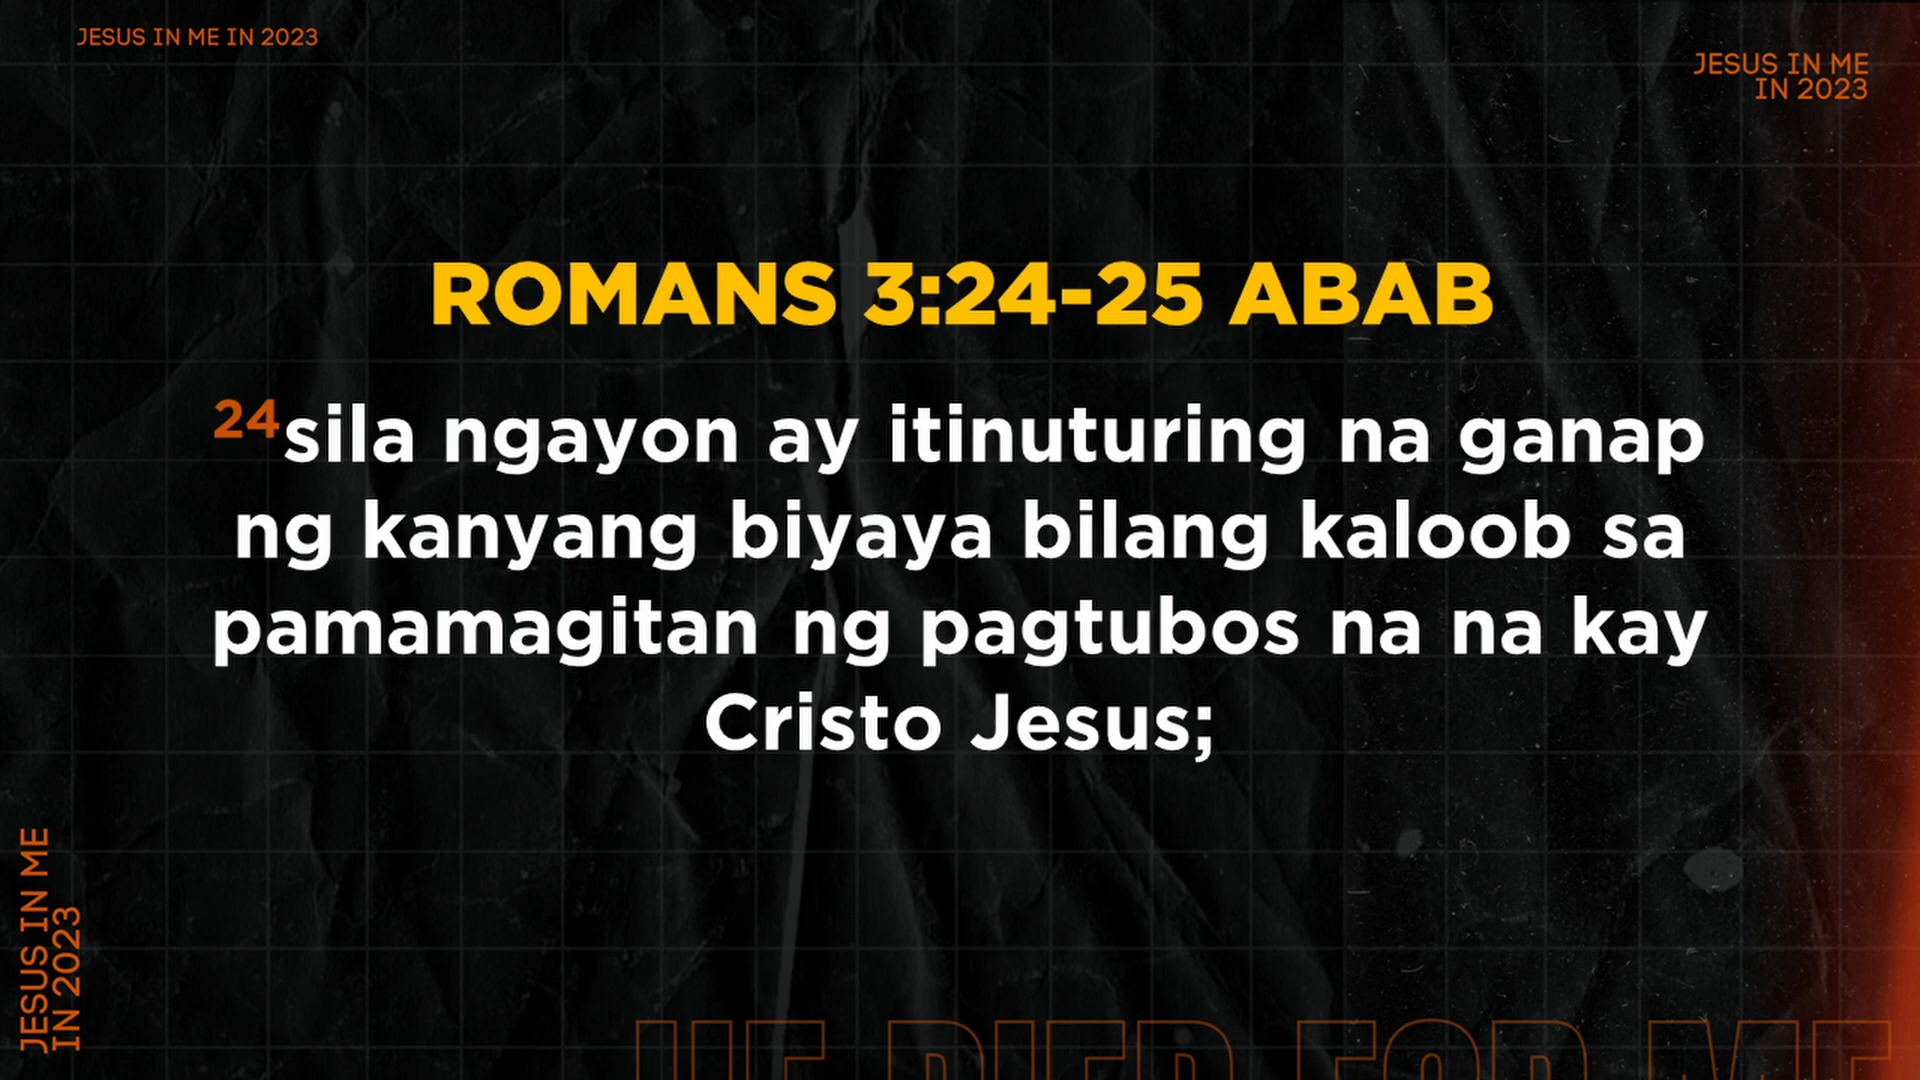 JESUS IN ME IN 2023
JESUS IN ME
IN 2023
ROMANS 3:24-25 ABAB
24sila ngayon ay itinuturing na ganap
ng kanyang biyaya bilang kaloob sa
pamamagitan ng pagtubos na na kay
Cristo Jesus;
JESUS IN ME
IN 2023
HE DIED FOR ME